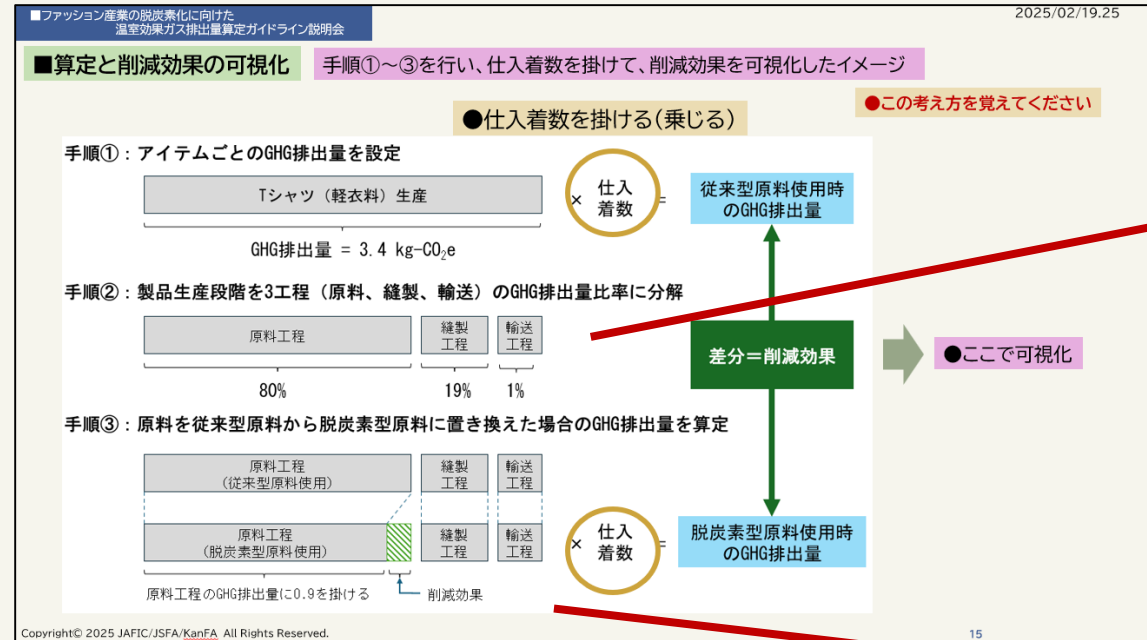 ■ファッション産業の脱炭素化に向けた
温室効果ガス排出量算定ガイドライン説明会
2025/02/19.25
■算定と削減効果の可視化
手順①～③を行い、仕入着数を掛けて、削減効果を可視化したイメージ
●この考え方を覚えてください
●仕入着数を掛ける(乗じる)
手順①：アイテムごとのGHG排出量を設定
Tシャツ（軽衣料）生産
× 仕入
着数 =
従来型原料使用時
のGHG排出量
GHG排出量 = 3.4 kg-CO₂e
手順②：製品生産段階を3工程（原料、縫製、輸送）のGHG排出量比率に分解
原料工程
縫製
工程
輸送
工程
80%
19%
1%
差分＝削減効果
●ここで可視化
手順③：原料を従来型原料から脱炭素型原料に置き換えた場合のGHG排出量を算定
原料工程
（従来型原料使用）
縫製
工程
輸送
工程
原料工程
（脱炭素型原料使用）
縫製
工程
輸送
工程
× 仕入
着数 =
脱炭素型原料使用時
のGHG排出量
原料工程のGHG排出量に0.9を掛ける
削減効果
Copyright© 2025 JAFIC/JSFA/KanFA All Rights Reserved.
15